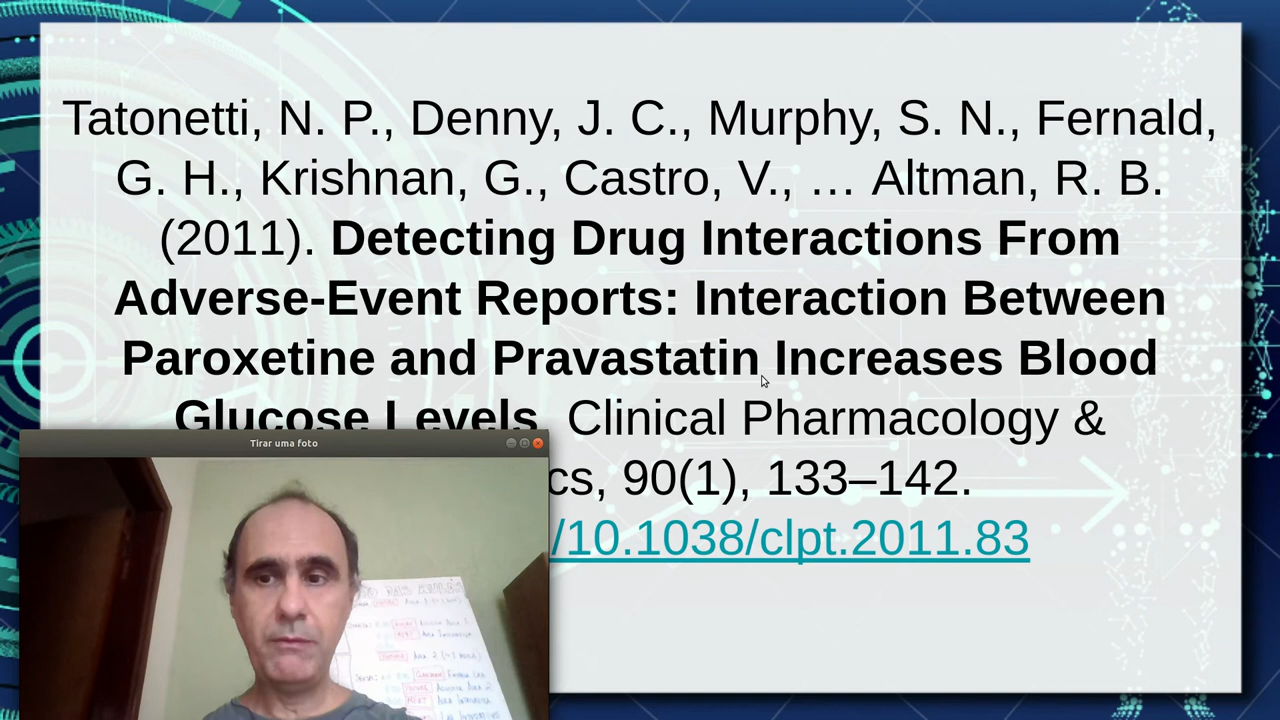 Tatonetti, N. P., Denny, J. C., Murphy, S. N., Fernald,
G. H., Krishnan, G., Castro, V., … Altman, R. B.
(2011). Detecting Drug Interactions From
Adverse-Event Reports: Interaction Between
Paroxetine and Pravastatin Increases Blood
Glucose Levels Clinical Pharmacology &
cs, 90(1), 133–142.
/10.1038/clpt.2011.83
Tirar uma foto